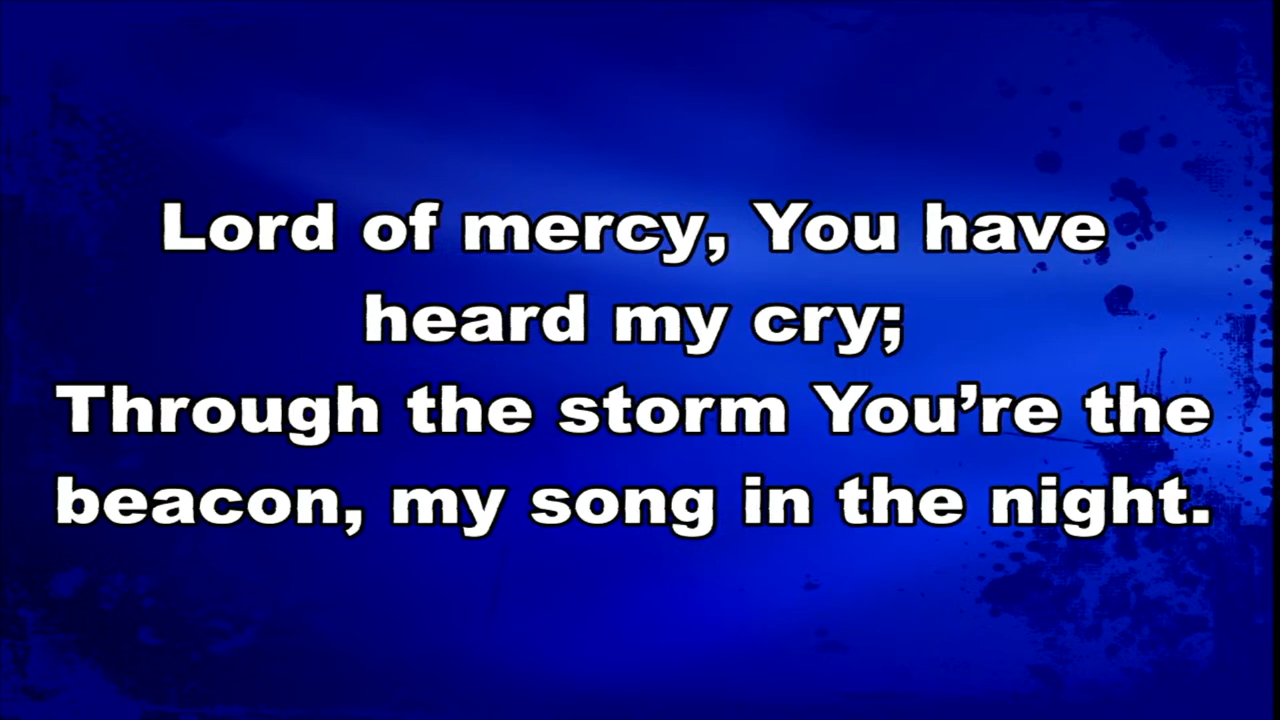 Lord of mercy, You have
heard my cry;
Through the storm You’re the
beacon, my song in the night.